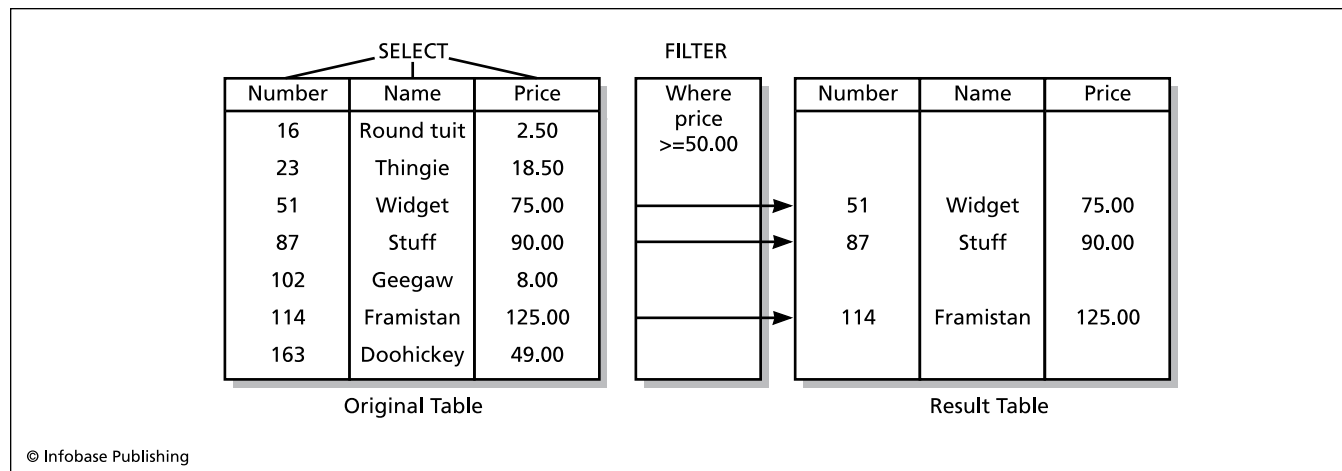 SELECT
FILTER
Number Name Price
16 Round tuit 2.50
23 Thingie 18.50
51 Widget 75.00
87 Stuff 90.00
102 Geegaw 8.00
114 Framistan 125.00
163 Doohickey 49.00
Original Table
Where
price
>=50.00
Number Name Price
51 Widget 75.00
87 Stuff 90.00
114 Framistan 125.00
Result Table
© Infobase Publishing